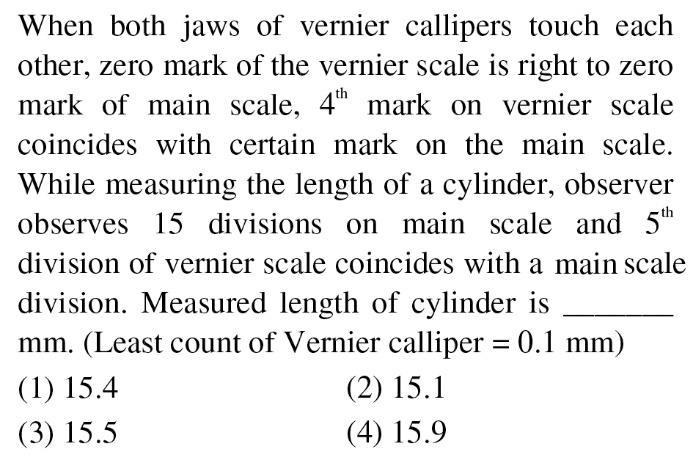 When both jaws of vernier callipers touch each
other, zero mark of the vernier scale is right to zero
mark of main scale, 4th mark on vernier scale
coincides with certain mark on the main scale.
While measuring the length of a cylinder, observer
observes 15 divisions on main scale and 5th
division of vernier scale coincides with a main scale
division. Measured length of cylinder is _______
mm. (Least count of Vernier calliper = 0.1 mm)
(1) 15.4 (2) 15.1
(3) 15.5 (4) 15.9